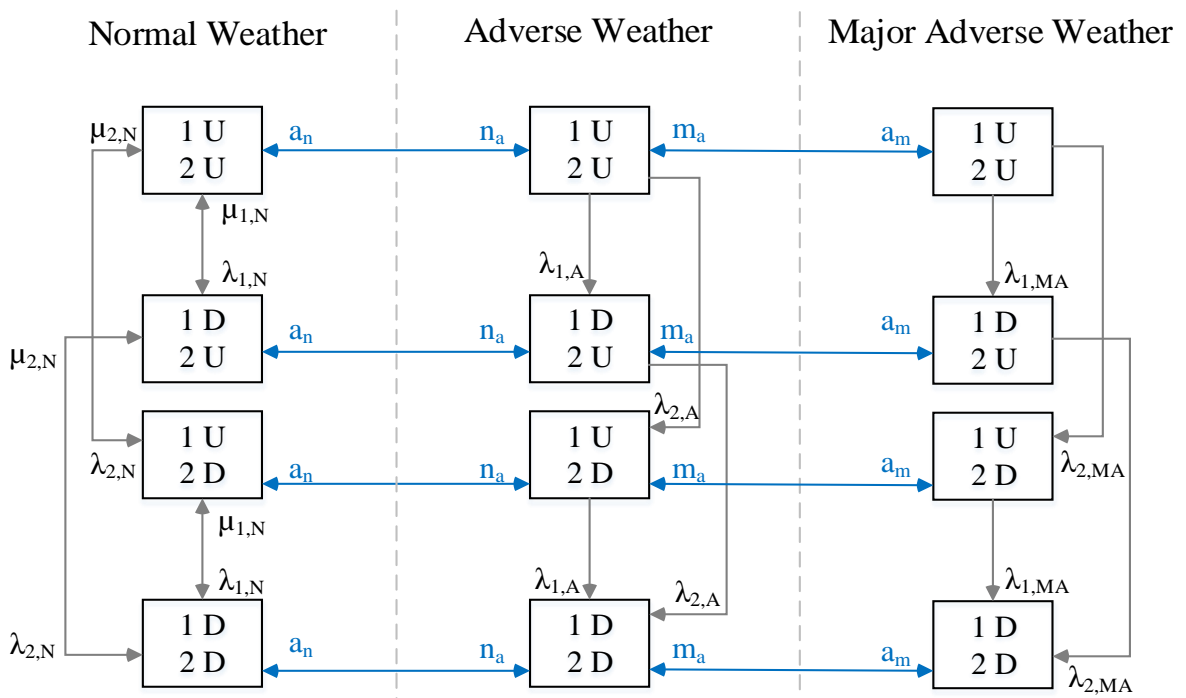 Normal Weather
Adverse Weather
Major Adverse Weather
μ2,N
1 U
2 U
an
na
1 U
2 U
ma
am
1 U
2 U
μ1,N
λ1,N
λ1,A
λ1,MA
μ2,N
1 D
2 U
an
na
1 D
2 U
ma
am
1 D
2 U
λ2,A
λ2,N
1 U
2 D
an
na
1 U
2 D
ma
am
1 U
2 D
λ2,MA
μ1,N
λ1,N
λ1,A
λ2,A
λ1,MA
λ2,N
1 D
2 D
an
na
1 D
2 D
ma
am
1 D
2 D
λ2,MA